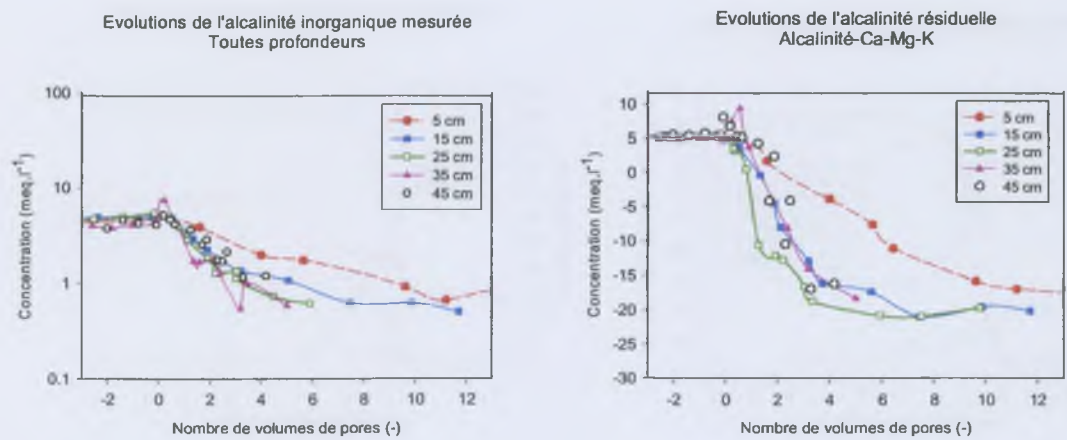 Evolutions de l'alcalinité inorganique mesurée
Toutes profondeurs
100
10
1
0.1
Concentration (meq.l⁻¹)
5 cm
15 cm
25 cm
35 cm
45 cm
-2 0 2 4 6 8 10 12
Nombre de volumes de pores (-)
Evolutions de l'alcalinité résiduelle
Alcalinité-Ca-Mg-K
10
5
0
-5
-10
-15
-20
-25
-30
Concentration (meq.l⁻¹)
5 cm
15 cm
25 cm
35 cm
45 cm
-2 0 2 4 6 8 10 12
Nombre de volumes de pores (-)